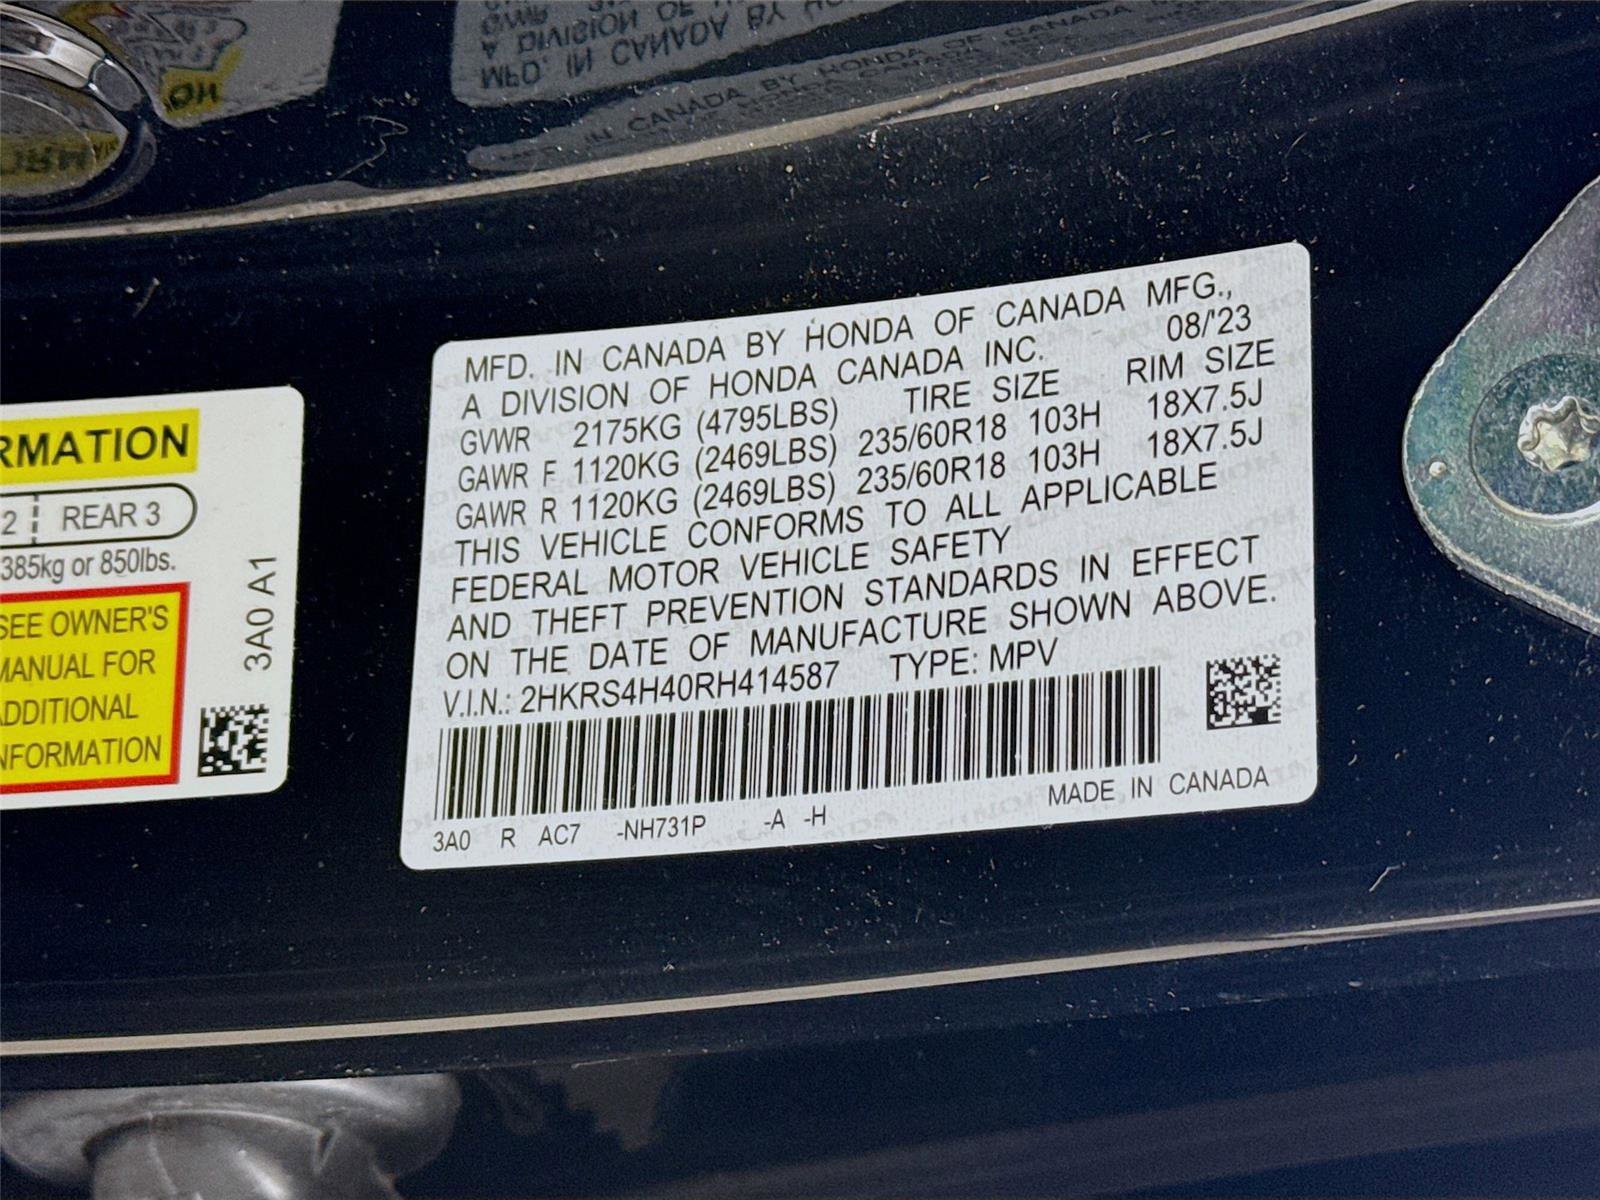 MFD. IN CANADA BY HONDA OF CANADA MFG.,
A DIVISION OF HONDA CANADA INC. 08/'23
TIRE SIZE RIM SIZE
GVWR 2175KG (4795LBS)
GAWR F 1120KG (2469LBS) 235/60R18 103H 18X7.5J
GAWR R 1120KG (2469LBS) 235/60R18 103H 18X7.5J
THIS VEHICLE CONFORMS TO ALL APPLICABLE
FEDERAL MOTOR VEHICLE SAFETY
AND THEFT PREVENTION STANDARDS IN EFFECT
ON THE DATE OF MANUFACTURE SHOWN ABOVE.
V.I.N.: 2HKRS4H40RH414587 TYPE: MPV
MADE IN CANADA
3A0 R AC7 -NH731P -A -H
RMATION
2 REAR 3
385kg or 850lbs.
SEE OWNER'S
MANUAL FOR
ADDITIONAL
INFORMATION
3A0 A1